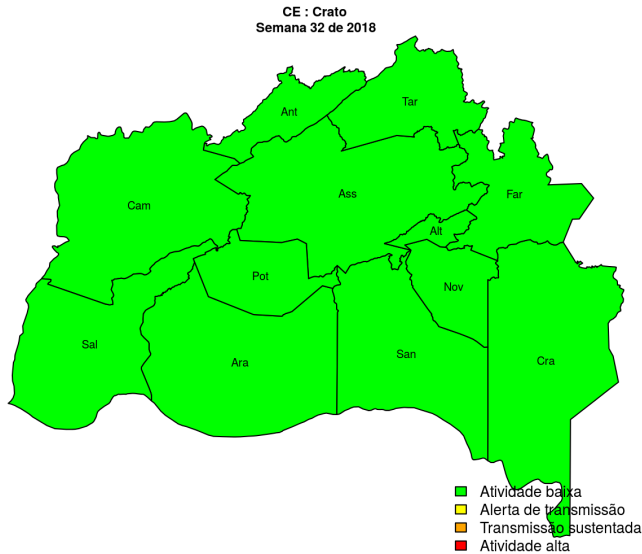 CE : Crato
Semana 32 de 2018
Tar
Ant
Ass
Far
Cam
Alt
Pot
Nov
Sal
San
Cra
Ara
Atividade baixa
Alerta de transmissão
Transmissão sustentada
Atividade alta